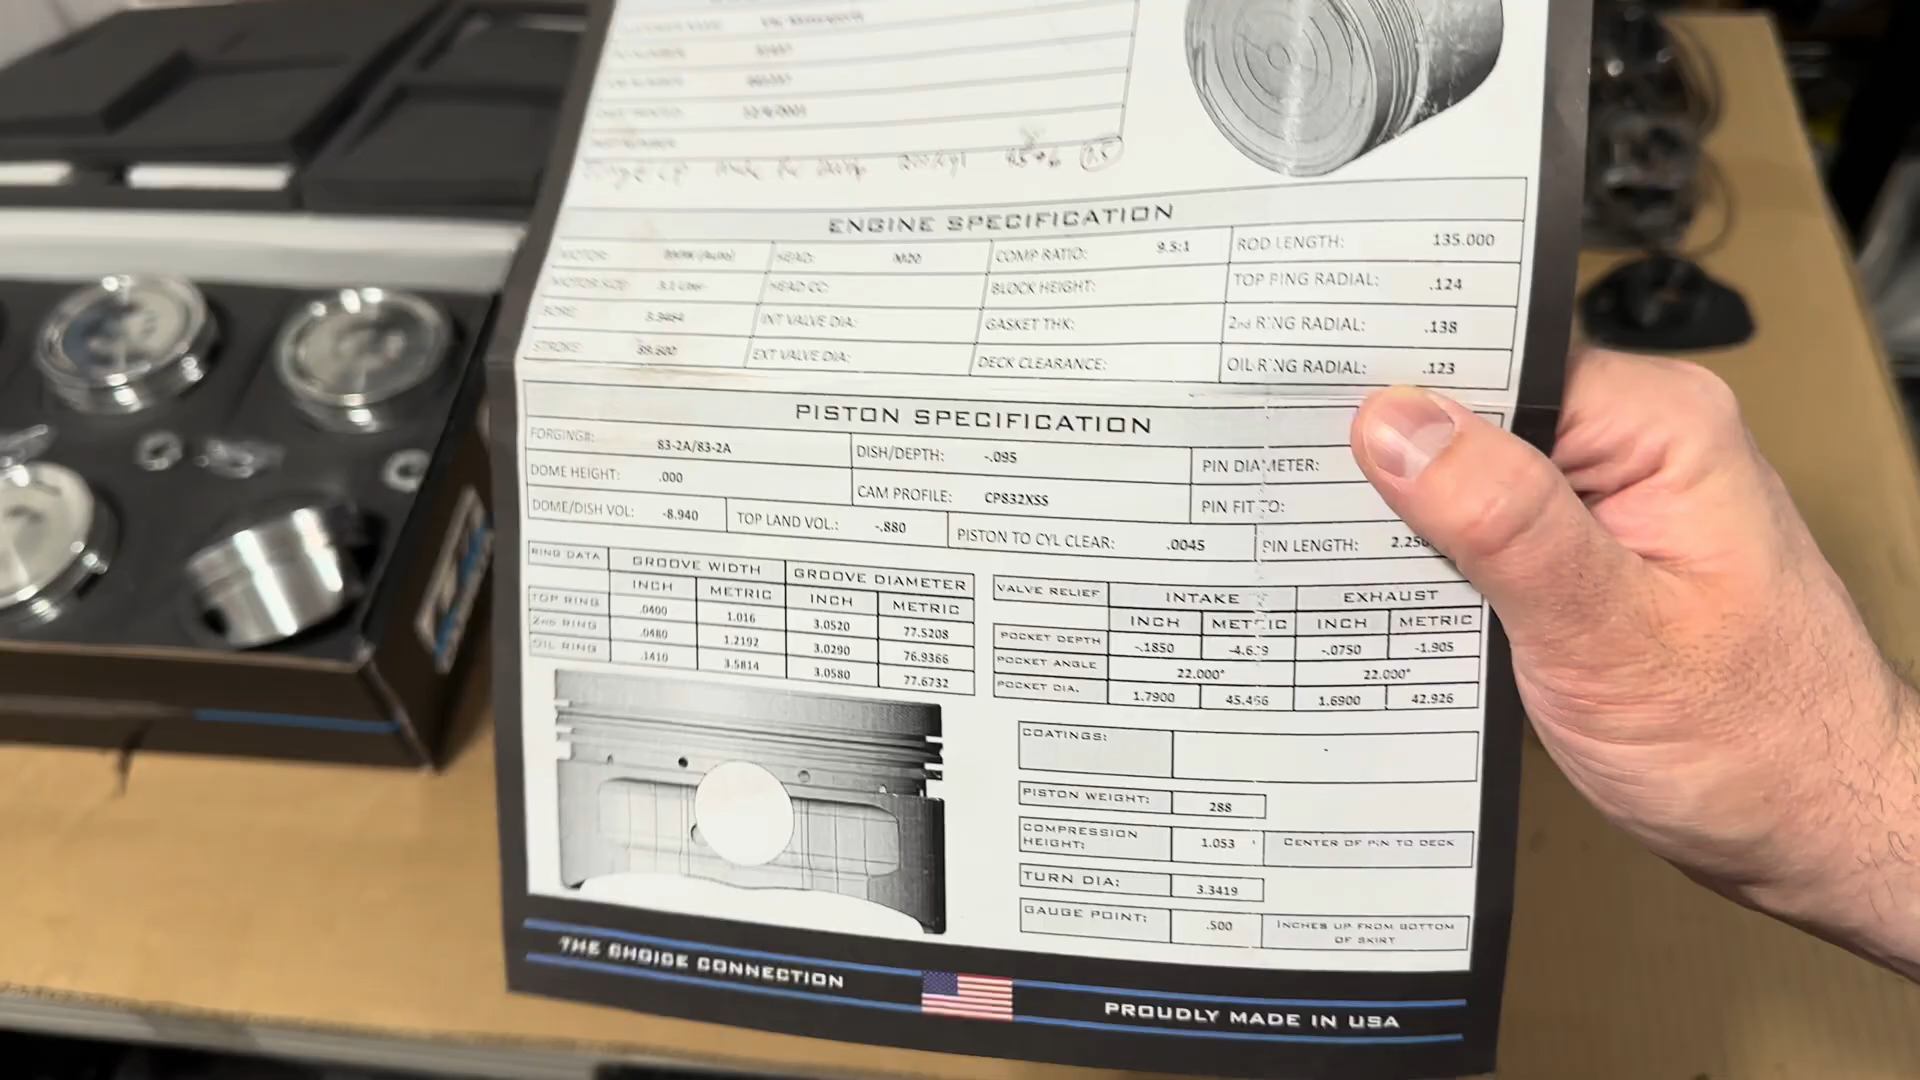 ENGINE SPECIFICATION
MOTOR: HEAD: M20 COMP RATIO: 9.5:1 ROD LENGTH: 135.000
MOTOR SIZE: HEAD CC: BLOCK HEIGHT: TOP RING RADIAL: .124
BORE: 3.3464 INT VALVE DIA: GASKET THK: 2nd RING RADIAL: .138
STROKE: EXT VALVE DIA: DECK CLEARANCE: OIL RING RADIAL: .123
PISTON SPECIFICATION
FORGING#: 83-2A/83-2A DISH/DEPTH: -.095 PIN DIAMETER:
DOME HEIGHT: .000 CAM PROFILE: CP832XSS PIN FIT TO:
DOME/DISH VOL: -8.940 TOP LAND VOL.: -.880 PISTON TO CYL CLEAR: .0045 PIN LENGTH:
RING DATA GROOVE WIDTH GROOVE DIAMETER
INCH METRIC INCH METRIC
TOP RING .0400 1.016 3.0520 77.5208
2ND RING .0480 1.2192 3.0290 76.9366
OIL RING .1410 3.5814 3.0580 77.6732
VALVE RELIEF INTAKE EXHAUST
INCH METRIC INCH METRIC
POCKET DEPTH -.1850 -.0750 -1.905
POCKET ANGLE 22.000° 22.000°
POCKET DIA. 1.7900 45.466 1.6900 42.926
COATINGS: -
PISTON WEIGHT: 288
COMPRESSION HEIGHT: 1.053 CENTER OF PIN TO DECK
TURN DIA: 3.3419
GAUGE POINT: .500 INCHES UP FROM BOTTOM
OF SKIRT
THE CHOICE CONNECTION
PROUDLY MADE IN USA